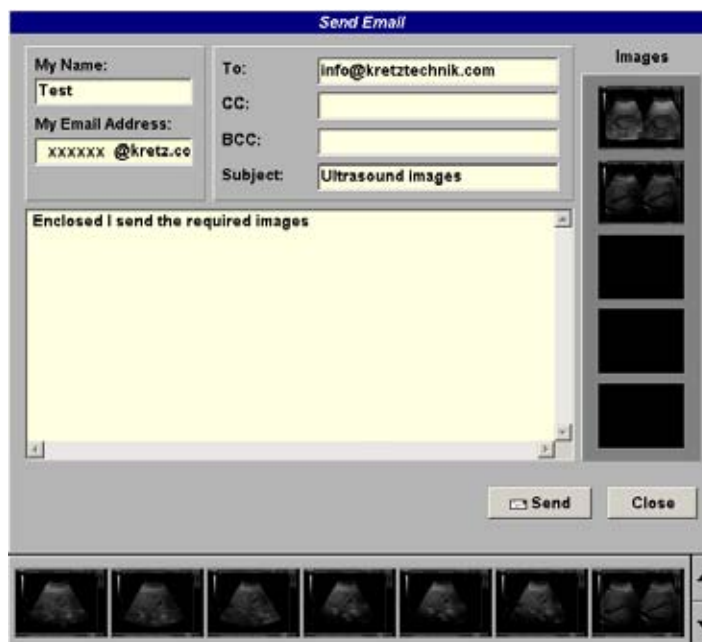 Send Email
My Name:
Test
My Email Address:
xxxxxx @kretz.co
To:
info@kretztechnik.com
CC:
BCC:
Subject:
Ultrasound images
Images
Enclosed I send the required images
Send
Close